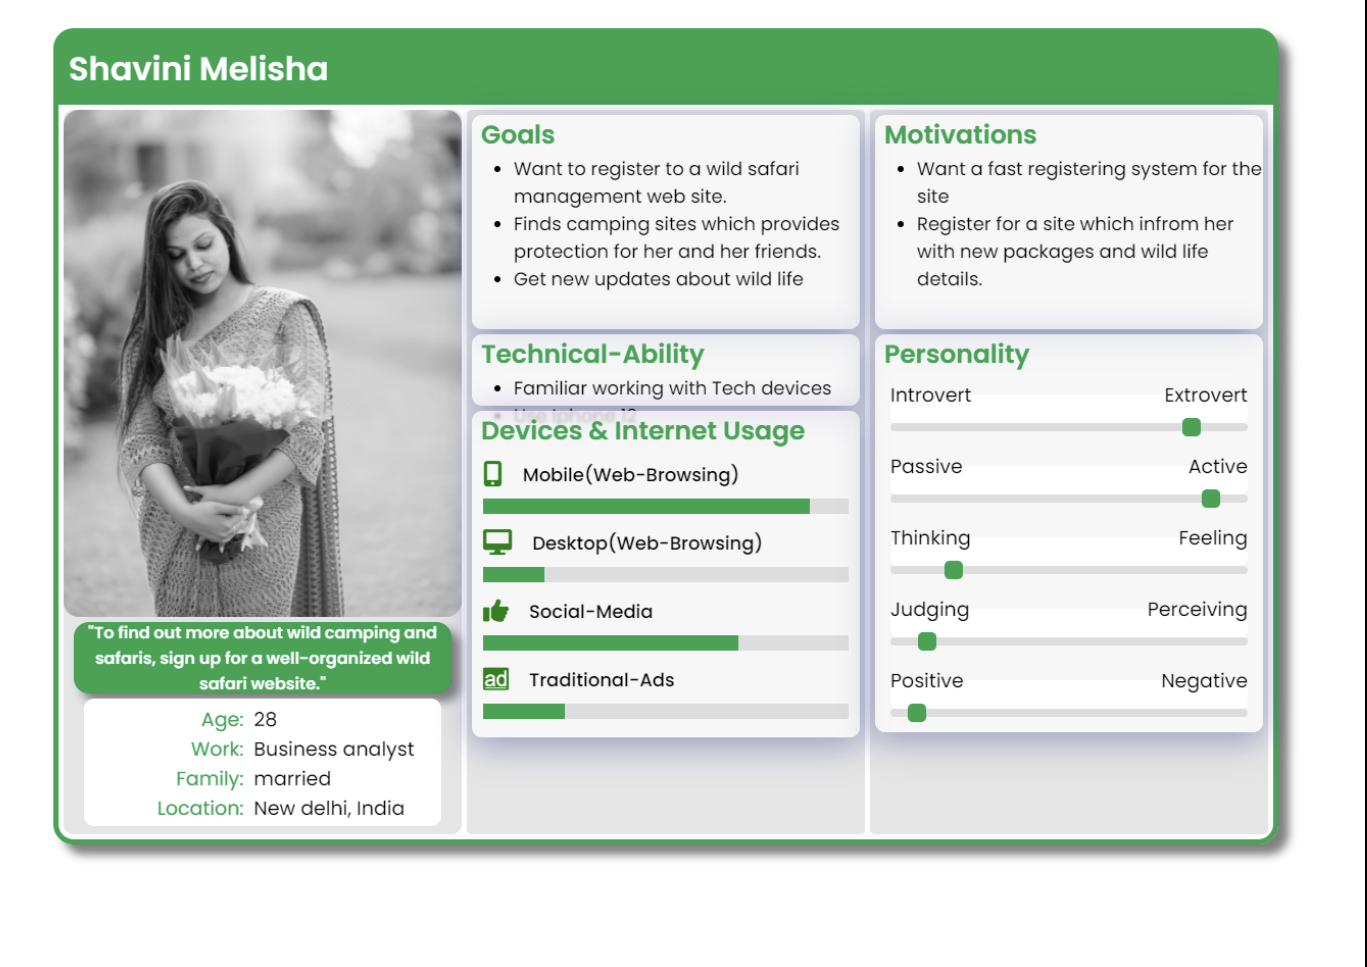 Shavini Melisha
"To find out more about wild camping and
safaris, sign up for a well-organized wild
safari website."
Age: 28
Work: Business analyst
Family: married
Location: New delhi, India
Goals
• Want to register to a wild safari
management web site.
• Finds camping sites which provides
protection for her and her friends.
• Get new updates about wild life
Technical-Ability
• Familiar working with Tech devices
• Use Iphone 12
Devices & Internet Usage
Mobile(Web-Browsing)
Desktop(Web-Browsing)
Social-Media
ad Traditional-Ads
Motivations
• Want a fast registering system for the
site
• Register for a site which infrom her
with new packages and wild life
details.
Personality
Introvert Extrovert
Passive Active
Thinking Feeling
Judging Perceiving
Positive Negative